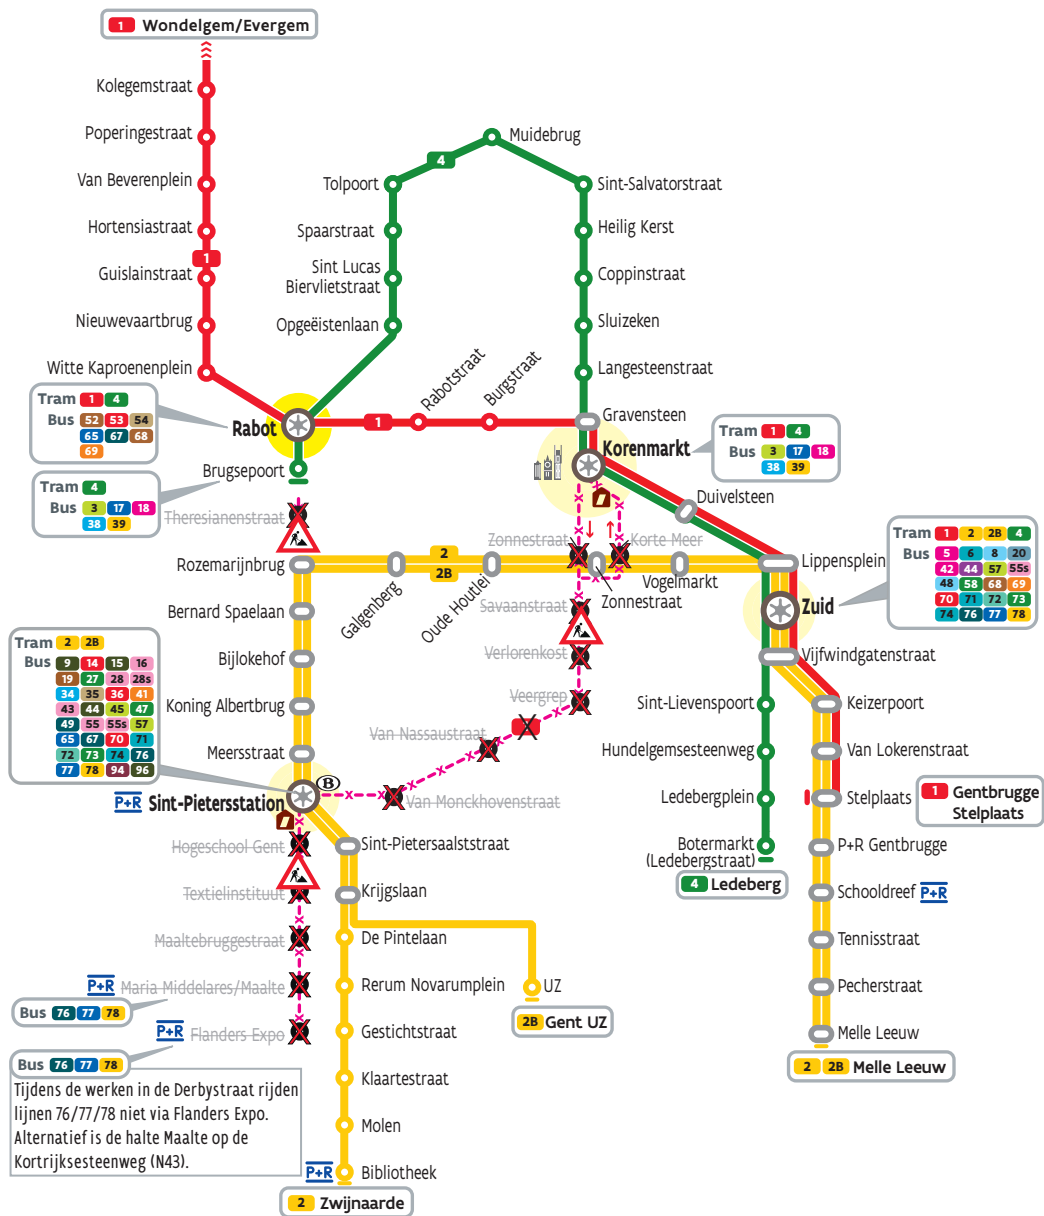 1 Wondelgem/Evergem
Kolegemstraat
Poperingestraat
Van Beverenplein
Hortensiastraat
1
Guislainstraat
Nieuwevaartbrug
Witte Kaproenenplein
Muidebrug
4
Tolpoort
Spaarstraat
Sint Lucas
Biervlietstraat
Opgeëistenlaan
Sint-Salvatorstraat
Heilig Kerst
Coppinstraat
Sluizeken
Langesteenstraat
Gravensteen
Rabotstraat
Burgstraat
1
Tram 1 4
Bus 52 53 54
65 67 68
69
Rabot
Brugsepoort
Tram 4
Bus 3 17 18
38 39
Theresianenstraat
Korenmarkt
Tram 1 4
Bus 3 17 18
38 39
Duivelsteen
Zonnestraat
Korte Meer
Rozemarijnbrug
2
2B
Galgenberg
Oude Houtlei
Zonnestraat
Vogelmarkt
Lippensplein
Tram 1 2 2B 4
Bus 5 6 8 20
42 44 57 55s
48 58 68 69
70 71 72 73
74 76 77 78
Zuid
Vijfwindgatenstraat
Bernard Spaelaan
Bijlokehof
Koning Albertbrug
Meersstraat
Savaanstraat
Verlorenkost
Veergrep
Van Nassaustraat
Van Monckhovenstraat
Tram 2 2B
Bus 9 14 15 16
19 27 28 28s
34 35 36 41
43 44 45 47
49 55 55s 57
65 67 70 71
72 73 74 76
77 78 94 96
B
P+R Sint-Pietersstation
Sint-Lievenspoort
Hundelgemsesteenweg
Ledebergplein
Botermarkt
(Ledebergstraat)
4 Ledeberg
Keizerpoort
Van Lokerenstraat
Stelplaats
1 Gentbrugge
Stelplaats
P+R Gentbrugge
Schooldreef P+R
Tennisstraat
Pecherstraat
Melle Leeuw
2 2B Melle Leeuw
Hogeschool Gent
Textielinstituut
Maaltebruggestraat
P+R Maria Middelares/Maalte
Bus 76 77 78
P+R Flanders Expo
Bus 76 77 78
Tijdens de werken in de Derbystraat rijden
lijnen 76/77/78 niet via Flanders Expo.
Alternatief is de halte Maalte op de
Kortrijksesteenweg (N43).
Sint-Pietersaalststraat
Krijgslaan
De Pintelaan
Rerum Novarumplein
UZ
2B Gent UZ
Gestichtstraat
Klaartestraat
Molen
P+R Bibliotheek
2 Zwijnaarde